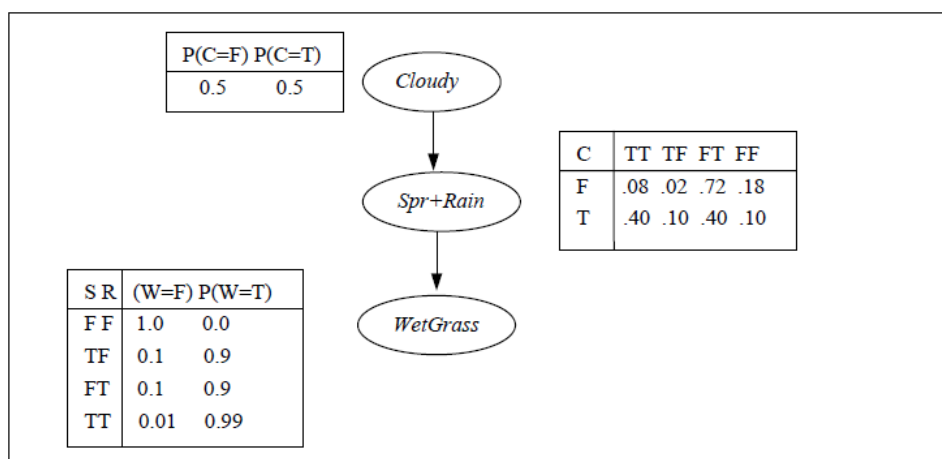 P(C=F) P(C=T)
0.5 0.5
Cloudy
C TT TF FT FF
F .08 .02 .72 .18
T .40 .10 .40 .10
Spr+Rain
S R (W=F) P(W=T)
F F 1.0 0.0
TF 0.1 0.9
FT 0.1 0.9
TT 0.01 0.99
WetGrass